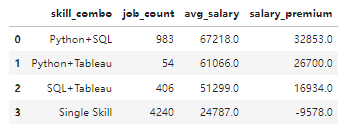 skill_combo job_count avg_salary salary_premium
0 Python+SQL 983 67218.0 32853.0
1 Python+Tableau 54 61066.0 26700.0
2 SQL+Tableau 406 51299.0 16934.0
3 Single Skill 4240 24787.0 -9578.0